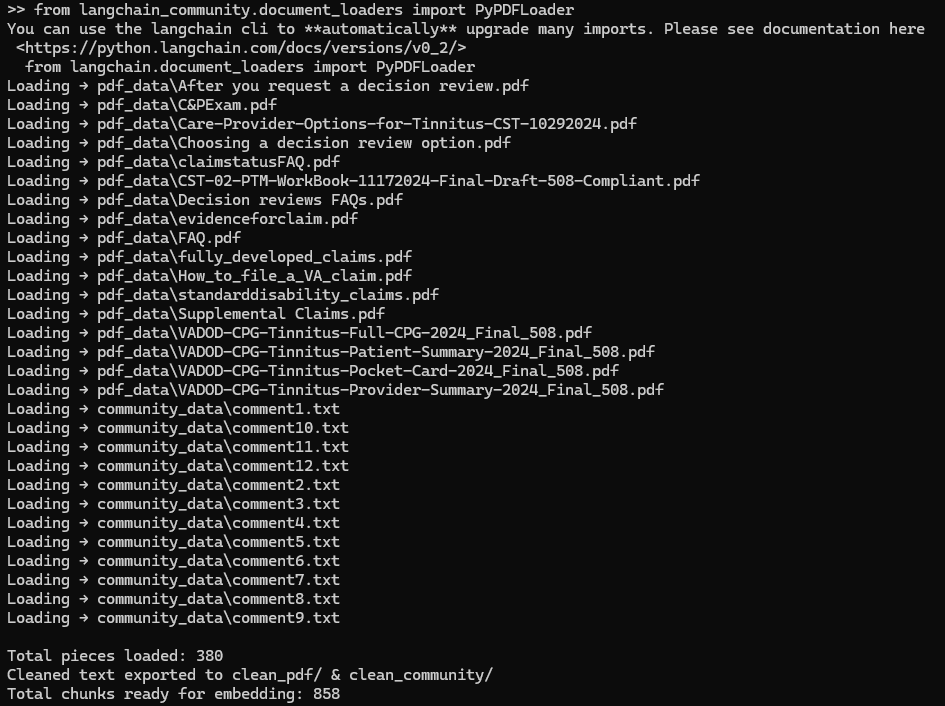 >> from langchain_community.document_loaders import PyPDFLoader
You can use the langchain cli to **automatically** upgrade many imports. Please see documentation here
 <https://python.langchain.com/docs/versions/v0_2/>
  from langchain.document_loaders import PyPDFLoader
Loading → pdf_data\After you request a decision review.pdf
Loading → pdf_data\C&PExam.pdf
Loading → pdf_data\Care-Provider-Options-for-Tinnitus-CST-10292024.pdf
Loading → pdf_data\Choosing a decision review option.pdf
Loading → pdf_data\claimstatusFAQ.pdf
Loading → pdf_data\CST-02-PTM-WorkBook-11172024-Final-Draft-508-Compliant.pdf
Loading → pdf_data\Decision reviews FAQs.pdf
Loading → pdf_data\evidenceforclaim.pdf
Loading → pdf_data\FAQ.pdf
Loading → pdf_data\fully_developed_claims.pdf
Loading → pdf_data\How_to_file_a_VA_claim.pdf
Loading → pdf_data\standarddisability_claims.pdf
Loading → pdf_data\Supplemental Claims.pdf
Loading → pdf_data\VADOD-CPG-Tinnitus-Full-CPG-2024_Final_508.pdf
Loading → pdf_data\VADOD-CPG-Tinnitus-Patient-Summary-2024_Final_508.pdf
Loading → pdf_data\VADOD-CPG-Tinnitus-Pocket-Card-2024_Final_508.pdf
Loading → pdf_data\VADOD-CPG-Tinnitus-Provider-Summary-2024_Final_508.pdf
Loading → community_data\comment1.txt
Loading → community_data\comment10.txt
Loading → community_data\comment11.txt
Loading → community_data\comment12.txt
Loading → community_data\comment2.txt
Loading → community_data\comment3.txt
Loading → community_data\comment4.txt
Loading → community_data\comment5.txt
Loading → community_data\comment6.txt
Loading → community_data\comment7.txt
Loading → community_data\comment8.txt
Loading → community_data\comment9.txt

Total pieces loaded: 380
Cleaned text exported to clean_pdf/ & clean_community/
Total chunks ready for embedding: 858